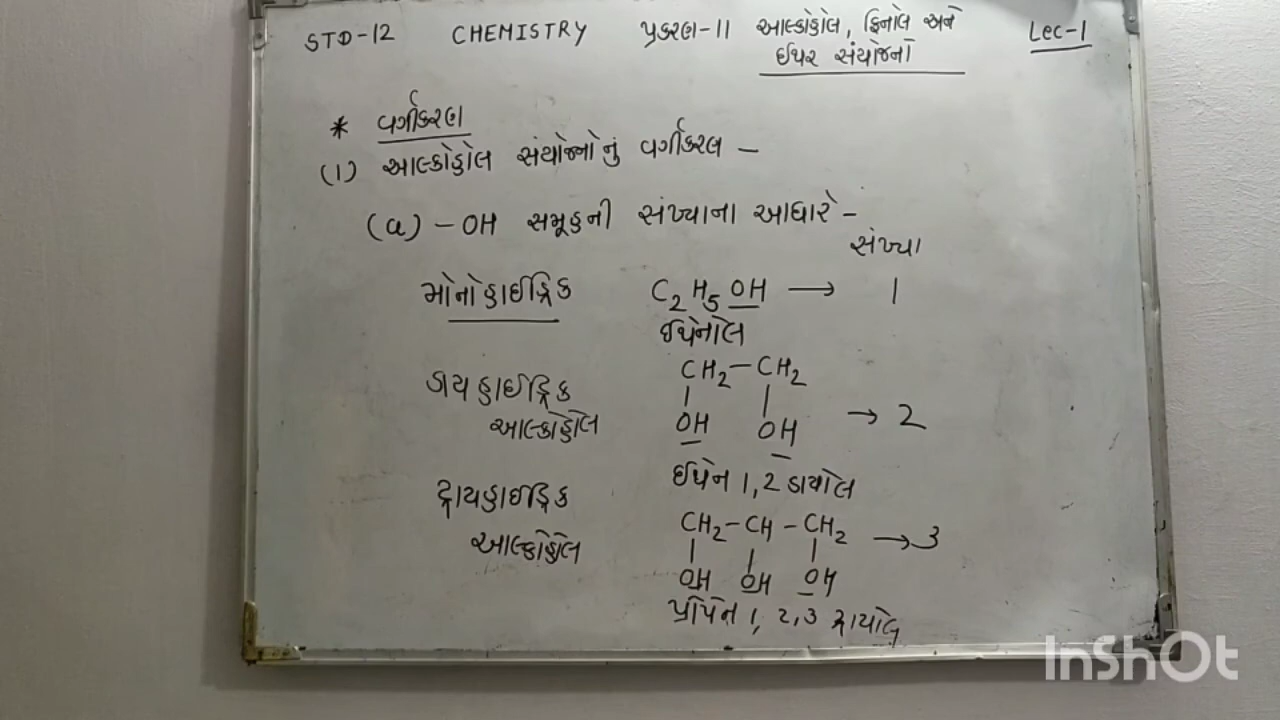 STD-12 CHEMISTRY પ્રકરણ-11 આલ્કોહોલ, ફિનોલ અને ઈથર સંયોજનો Lec-1
* વર્ગીકરણ
(1) આલ્કોહોલ સંયોજનોનું વર્ગીકરણ –
(a) – OH સમૂહની સંખ્યાના આધારે –
સંખ્યા
મોનોહાઈડ્રિક C2H5OH → 1
ઈથેનોલ
ડાયહાઈડ્રિક આલ્કોહોલ
CH2–CH2
OH OH → 2
ઈથેન 1,2 ડાયોલ
ટ્રાયહાઈડ્રિક આલ્કોહોલ
CH2–CH–CH2 → 3
OH OH OH
પ્રોપેન 1, 2,3 ટ્રાયોલ
InShOt